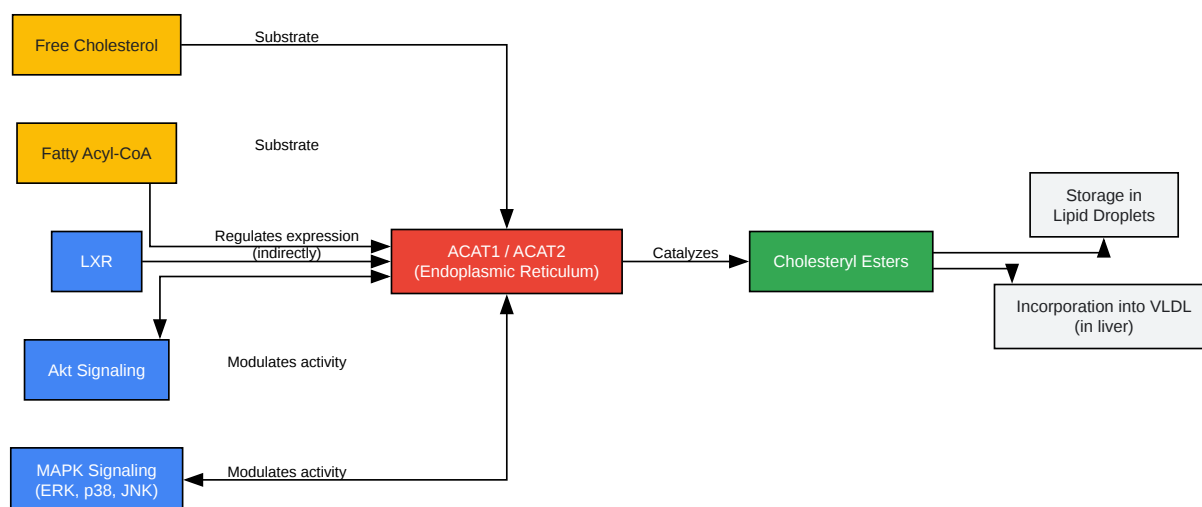 Free Cholesterol
Substrate
Fatty Acyl-CoA
Substrate
LXR
Regulates expression
(indirectly)
ACAT1 / ACAT2
(Endoplasmic Reticulum)
Catalyzes
Cholesteryl Esters
Storage in
Lipid Droplets
Incorporation into VLDL
(in liver)
Akt Signaling
Modulates activity
MAPK Signaling
(ERK, p38, JNK)
Modulates activity